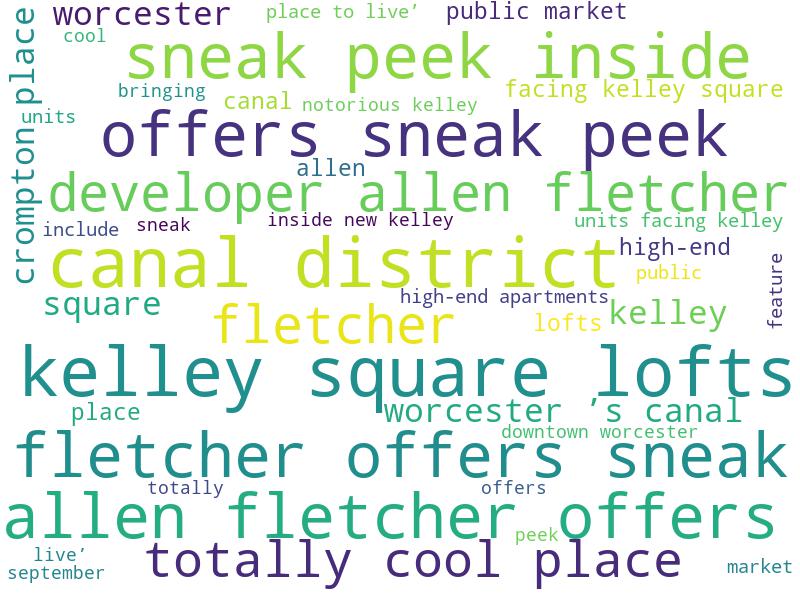 worcester place to live’ public market
cool
sneak peek inside
crompton place
bringing
facing kelley square
canal
notorious kelley
units
offers sneak peek
allen
developer allen fletcher
include
sneak
inside new kelley
units facing kelley
canal district
high-end
public
feature
square
high-end apartments
fletcher
lofts
kelley
kelley square lofts
place
worcester ’s canal
downtown worcester
fletcher offers sneak
totally
offers
allen fletcher offers
peek
totally cool place
live’
september
market